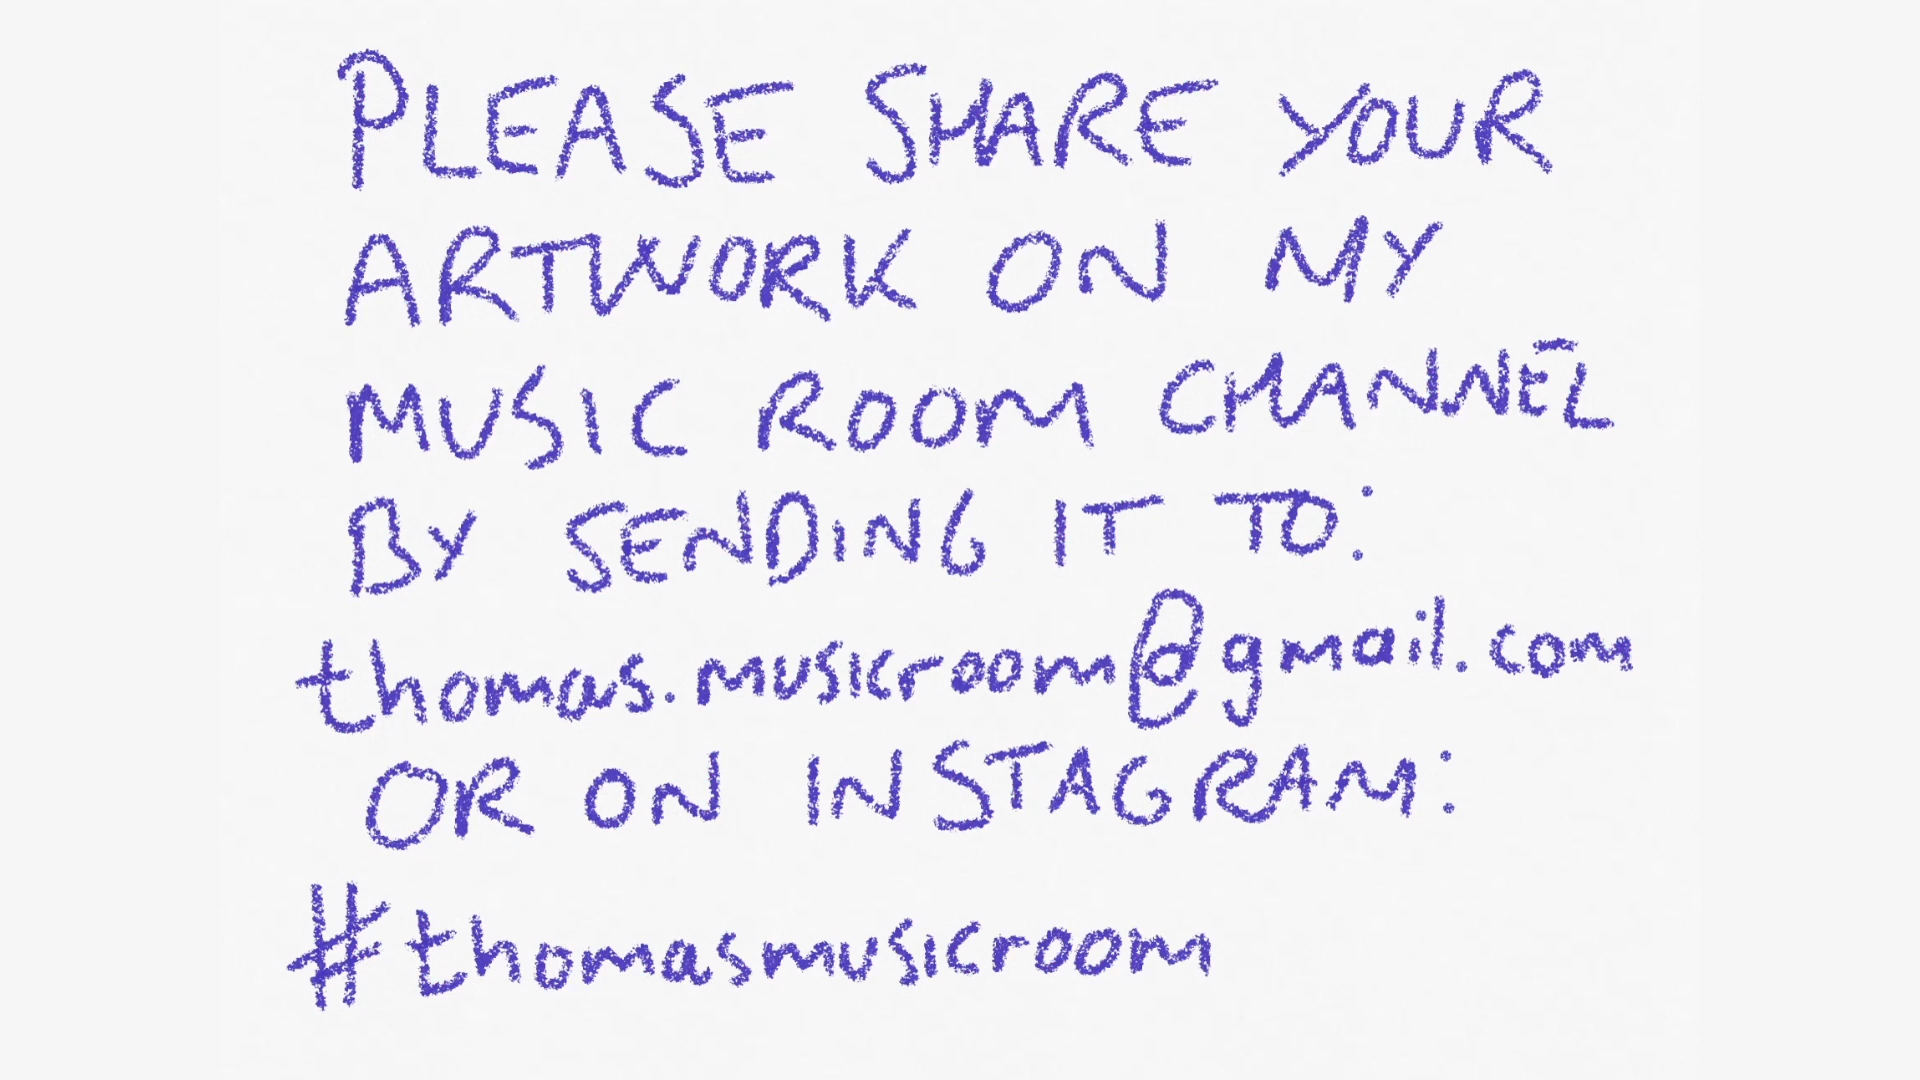 PLEASE SHARE YOUR
ARTWORK ON MY
MUSIC ROOM CHANNEL
BY SENDING IT TO:
thomas.musicroom@gmail.com
OR ON INSTAGRAM:
#thomasmusicroom